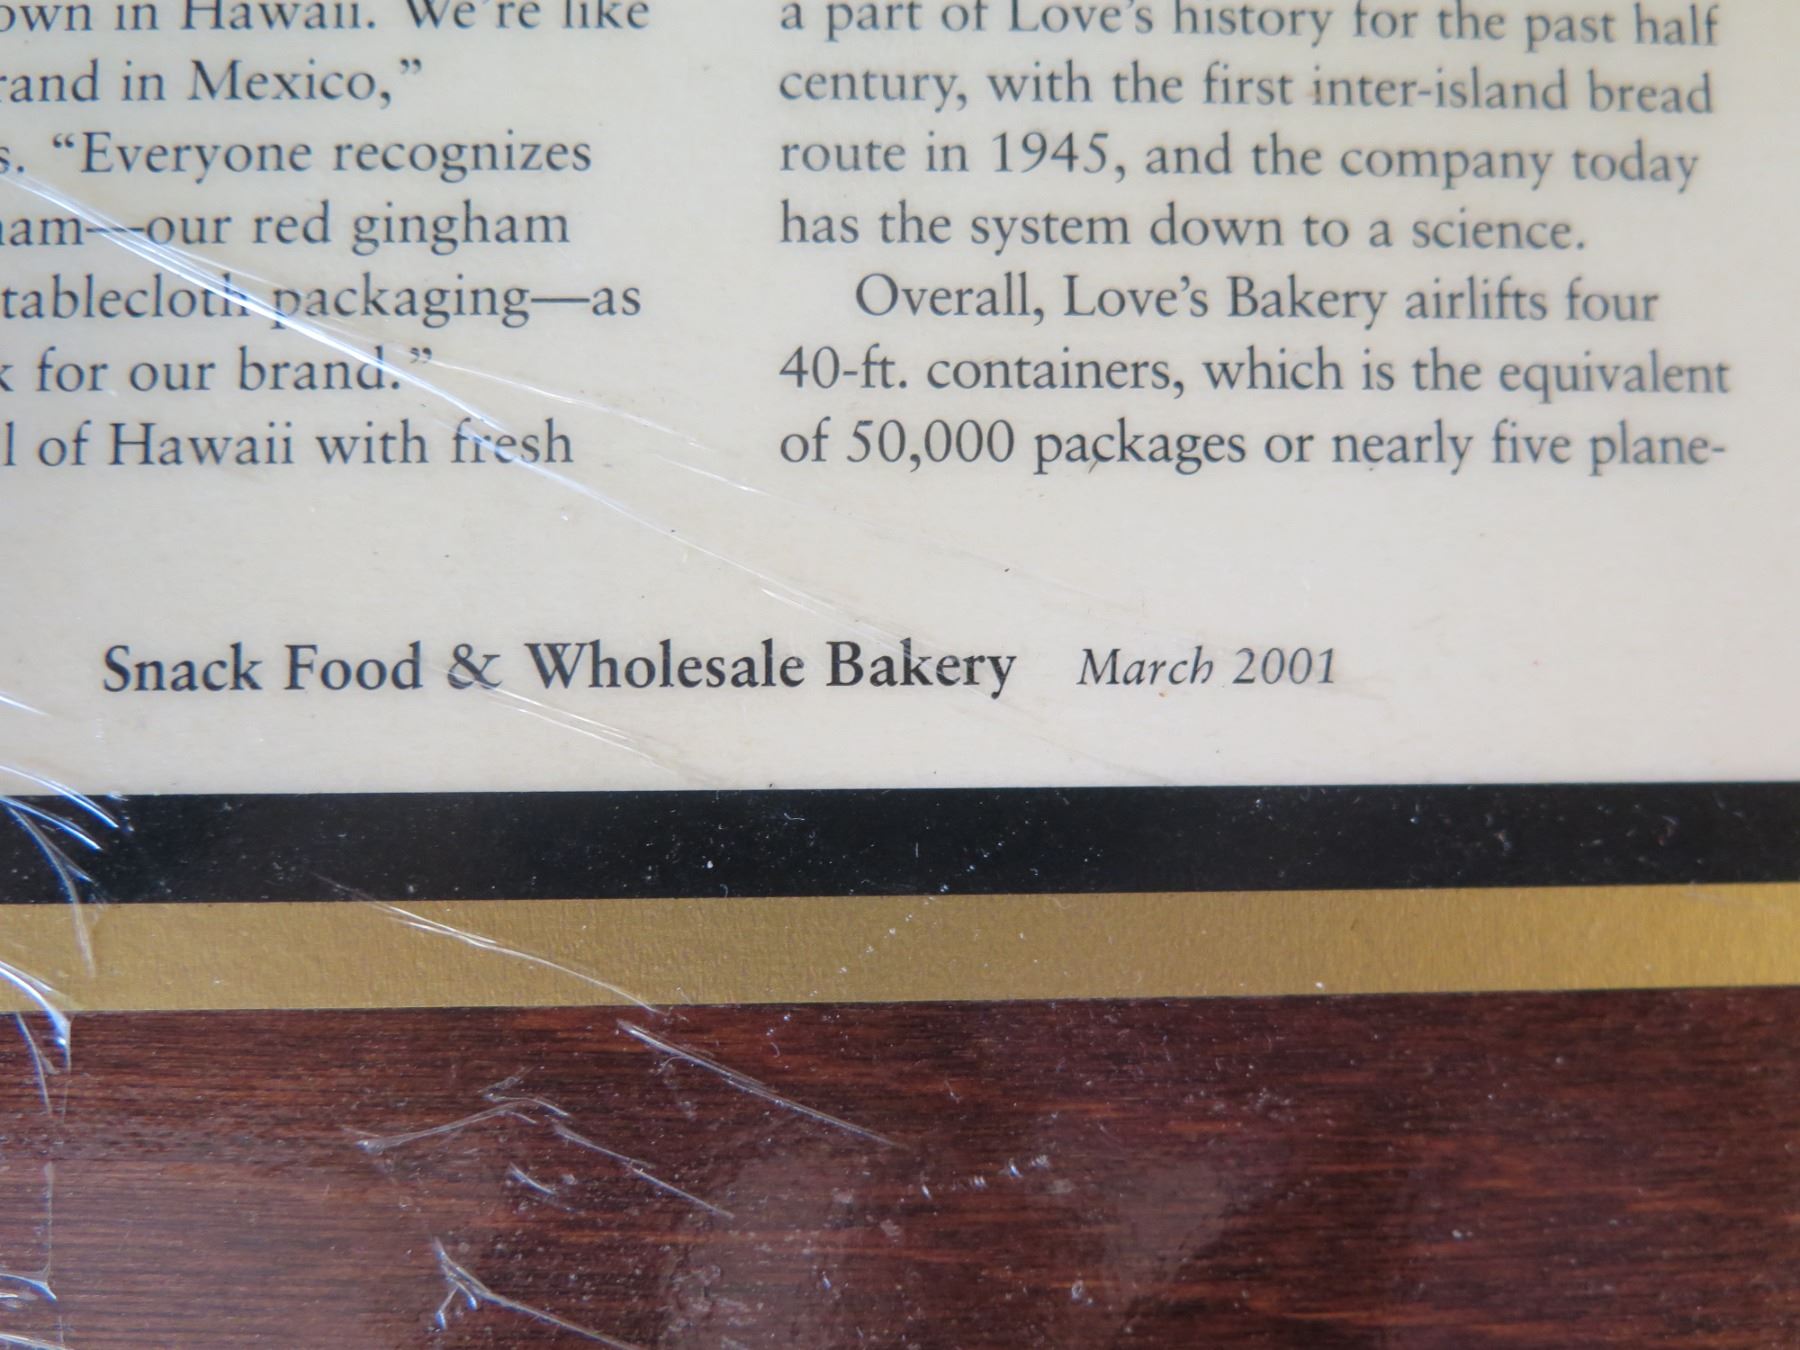 own in Hawaii. We're like
rand in Mexico,”
s. “Everyone recognizes
am—our red gingham
tablecloth packaging—as
k for our brand.”
l of Hawaii with fresh
a part of Love's history for the past half
century, with the first inter-island bread
route in 1945, and the company today
has the system down to a science.
Overall, Love's Bakery airlifts four
40-ft. containers, which is the equivalent
of 50,000 packages or nearly five plane-
Snack Food & Wholesale Bakery March 2001